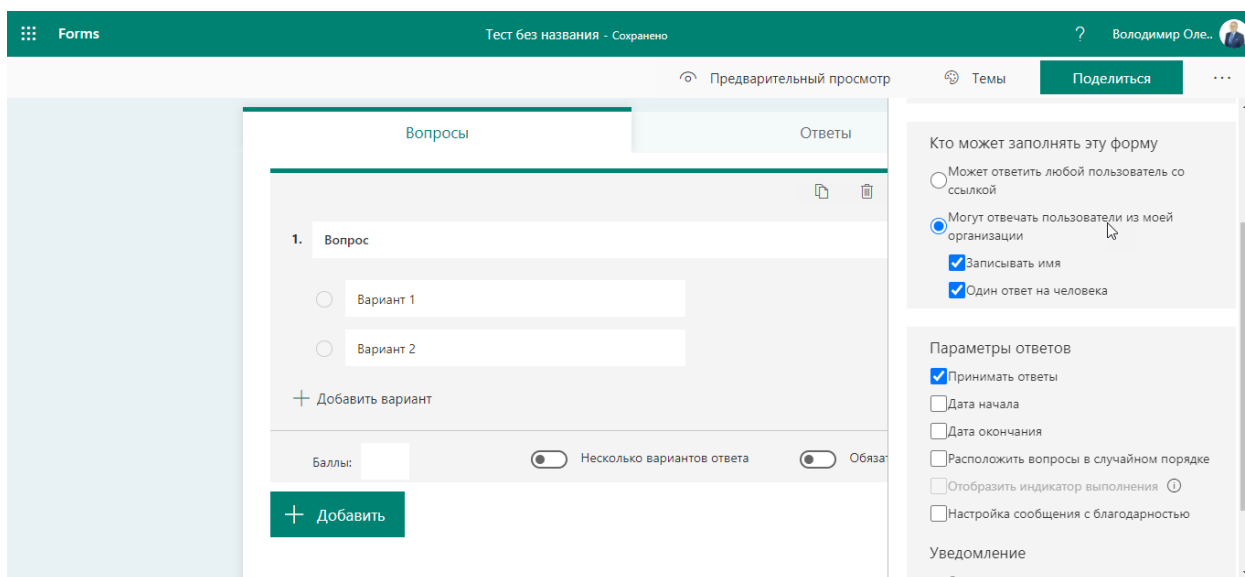 Forms
Тест без названия - Сохранено
?
Володимир Оле..
Предварительный просмотр
Темы
Поделиться
...
Вопросы
Ответы
1.
Вопрос
Вариант 1
Вариант 2
Добавить вариант
Баллы:
Несколько вариантов ответа
Обязат
Добавить
Кто может заполнять эту форму
Может ответить любой пользователь со
ссылкой
Могут отвечать пользователи из моей
организации
Записывать имя
Один ответ на человека
Параметры ответов
Принимать ответы
Дата начала
Дата окончания
Расположить вопросы в случайном порядке
Отобразить индикатор выполнения
Настройка сообщения с благодарностью
Уведомление